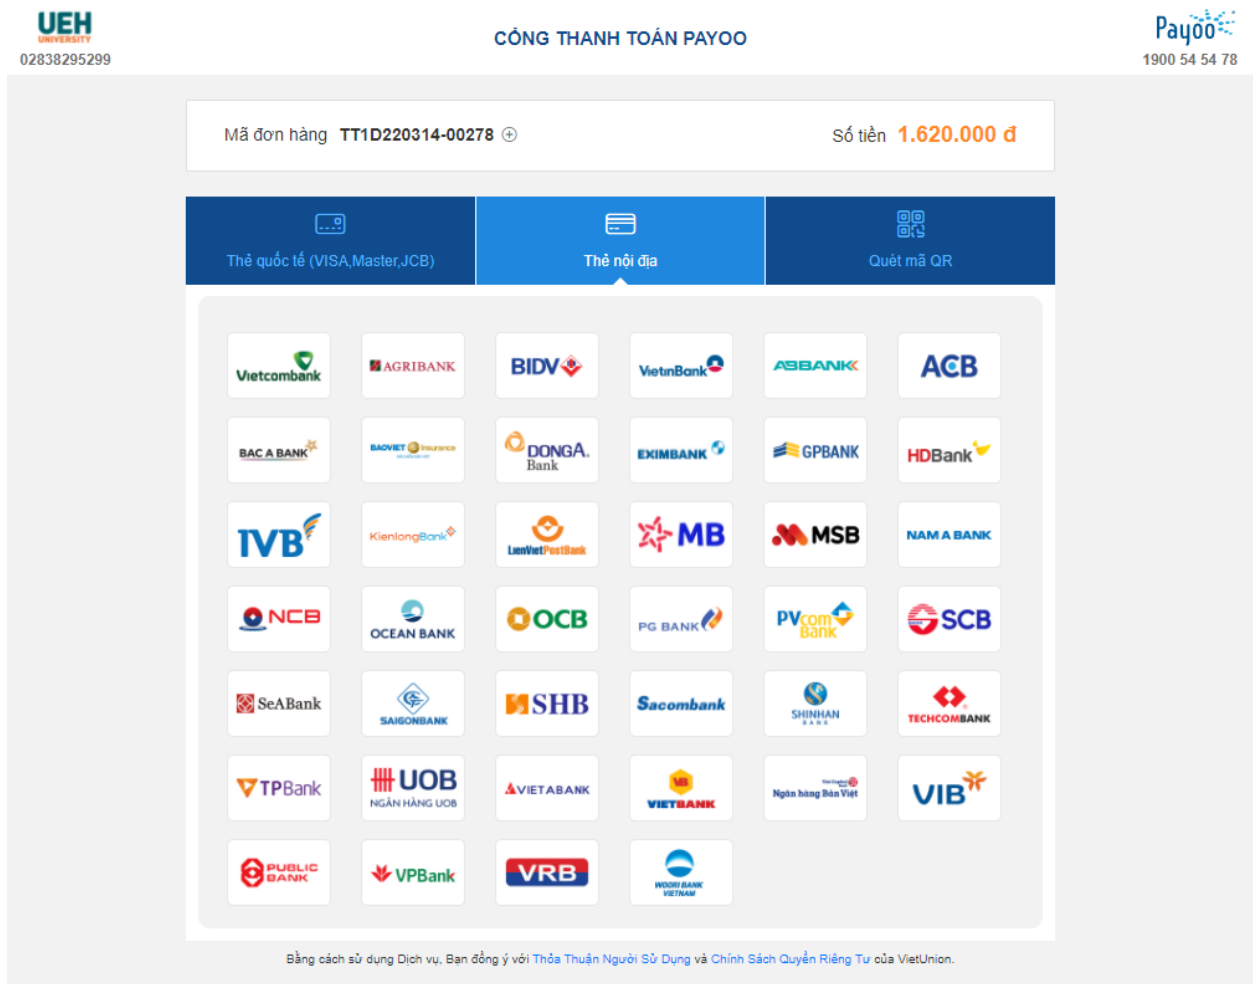 UEH
UNIVERSITY
02838295299
CỔNG THANH TOÁN PAYOO
Payoo
1900 54 54 78
Mã đơn hàng TT1D220314-00278
Số tiền 1.620.000 đ
Thẻ quốc tế (VISA,Master,JCB)
Thẻ nội địa
Quét mã QR
Vietcombank
AGRIBANK
BIDV
VietinBank
ABBANK
ACB
BAC A BANK
BAOVIET Insurance
DONGA. Bank
EXIMBANK
GPBANK
HDBank
IVB
KienlongBank
LienVietPostBank
MB
MSB
NAM A BANK
NCB
OCEAN BANK
OCB
PG BANK
PVcom Bank
SCB
SeABank
SAIGONBANK
SHB
Sacombank
SHINHAN BANK
TECHCOMBANK
TPBank
UOB
NGÂN HÀNG UOB
VIETABANK
VB
VIETBANK
Ngân hàng Bản Việt
VIB
PUBLIC BANK
VPBank
VRB
WOORI BANK
VIETNAM
Bằng cách sử dụng Dịch vụ, Bạn đồng ý với Thỏa Thuận Người Sử Dụng và Chính Sách Quyền Riêng Tư của VietUnion.